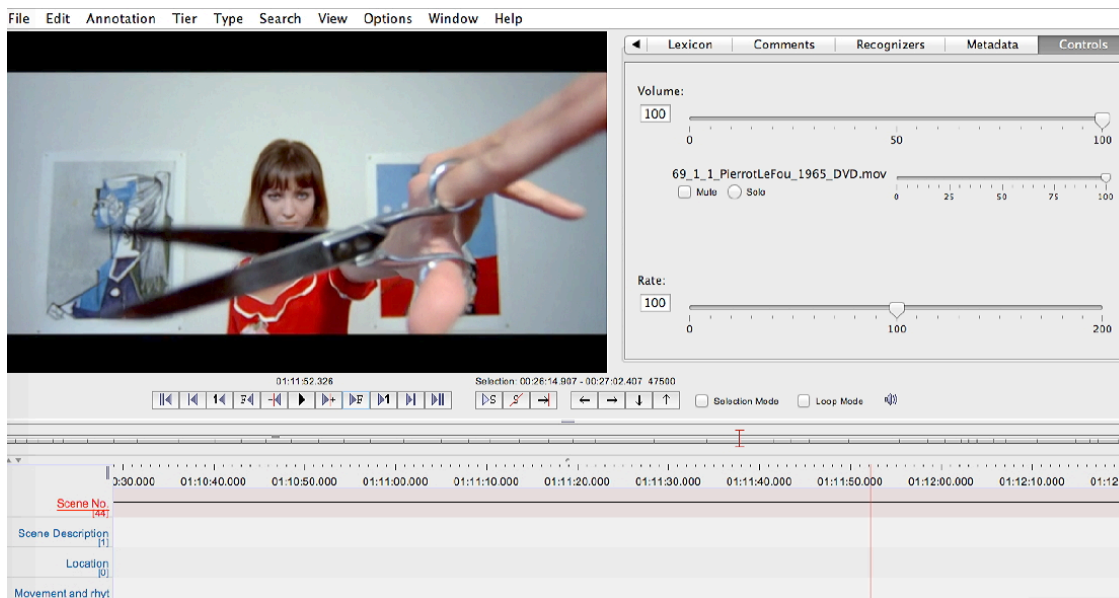 File Edit Annotation Tier Type Search View Options Window Help
Lexicon Comments Recognizers Metadata Controls
Volume:
100
0 50 100
69_1_1_PierrotLeFou_1965_DVD.mov
Mute Solo
0 25 50 75 100
Rate:
100
0 100 200
01:11:52.326
Selection: 00:26:14.907 - 00:27:02.407 47500
Selection Mode Loop Mode
0:30.000 01:10:40.000 01:10:50.000 01:11:00.000 01:11:10.000 01:11:20.000 01:11:30.000 01:11:40.000 01:11:50.000 01:12:00.000 01:12:10.000 01:12
Scene No.
[44]
Scene Description
[1]
Location
[0]
Movement and rhyt